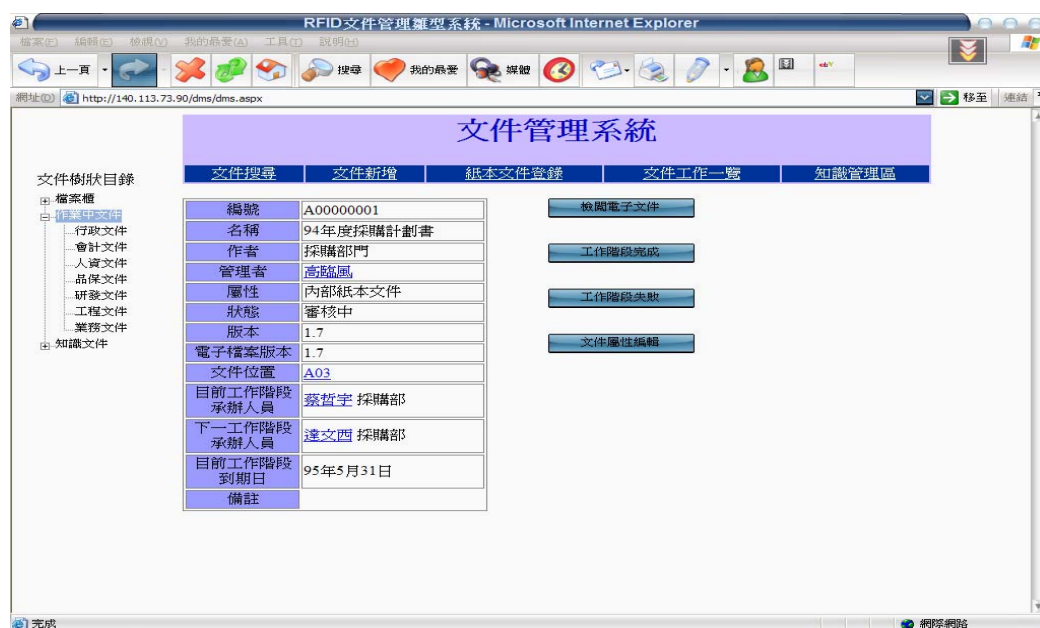 RFID文件管理雛型系統 - Microsoft Internet Explorer
檔案(F) 編輯(E) 檢視(V) 我的最愛(A) 工具(T) 說明(H)
上一頁 搜尋 我的最愛 媒體
網址(D) http://140.113.73.90/dms/dms.aspx 移至 連結
文件管理系統
文件搜尋 文件新增 紙本文件登錄 文件工作一覽 知識管理區
文件樹狀目錄
檔案櫃
作業中文件
行政文件
會計文件
人資文件
品保文件
研發文件
工程文件
業務文件
知識文件
編號 A00000001
名稱 94年度採購計劃書
作者 採購部門
管理者 高臨風
屬性 內部紙本文件
狀態 審核中
版本 1.7
電子檔案版本 1.7
文件位置 A03
目前工作階段
承辦人員 蔡哲宇 採購部
下一工作階段
承辦人員 達文西 採購部
目前工作階段
到期日 95年5月31日
備註
檢閱電子文件
工作階段完成
工作階段失敗
文件屬性編輯
完成 網際網路